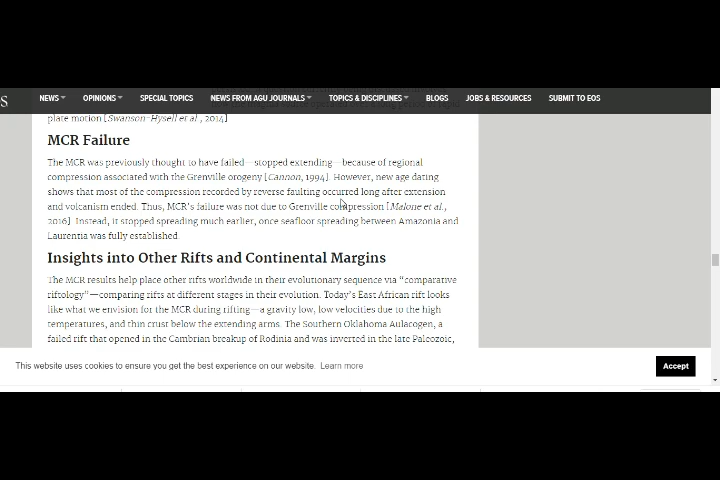 S NEWS OPINIONS SPECIAL TOPICS NEWS FROM AGU JOURNALS TOPICS & DISCIPLINES BLOGS JOBS & RESOURCES SUBMIT TO EOS
plate motion [Swanson-Hysell et al., 2014]
MCR Failure
The MCR was previously thought to have failed—stopped extending—because of regional
compression associated with the Grenville orogeny [Cannon, 1994]. However, new age dating
shows that most of the compression recorded by reverse faulting occurred long after extension
and volcanism ended. Thus, MCR's failure was not due to Grenville compression [Malone et al.,
2016]. Instead, it stopped spreading much earlier, once seafloor spreading between Amazonia and
Laurentia was fully established.
Insights into Other Rifts and Continental Margins
The MCR results help place other rifts worldwide in their evolutionary sequence via “comparative
riftology”—comparing rifts at different stages in their evolution. Today's East African rift looks
like what we envision for the MCR during rifting—a gravity low, low velocities due to the high
temperatures, and thin crust below the extending arms. The Southern Oklahoma Aulacogen, a
failed rift that opened in the Cambrian breakup of Rodinia and was inverted in the late Paleozoic,
This website uses cookies to ensure you get the best experience on our website. Learn more
Accept